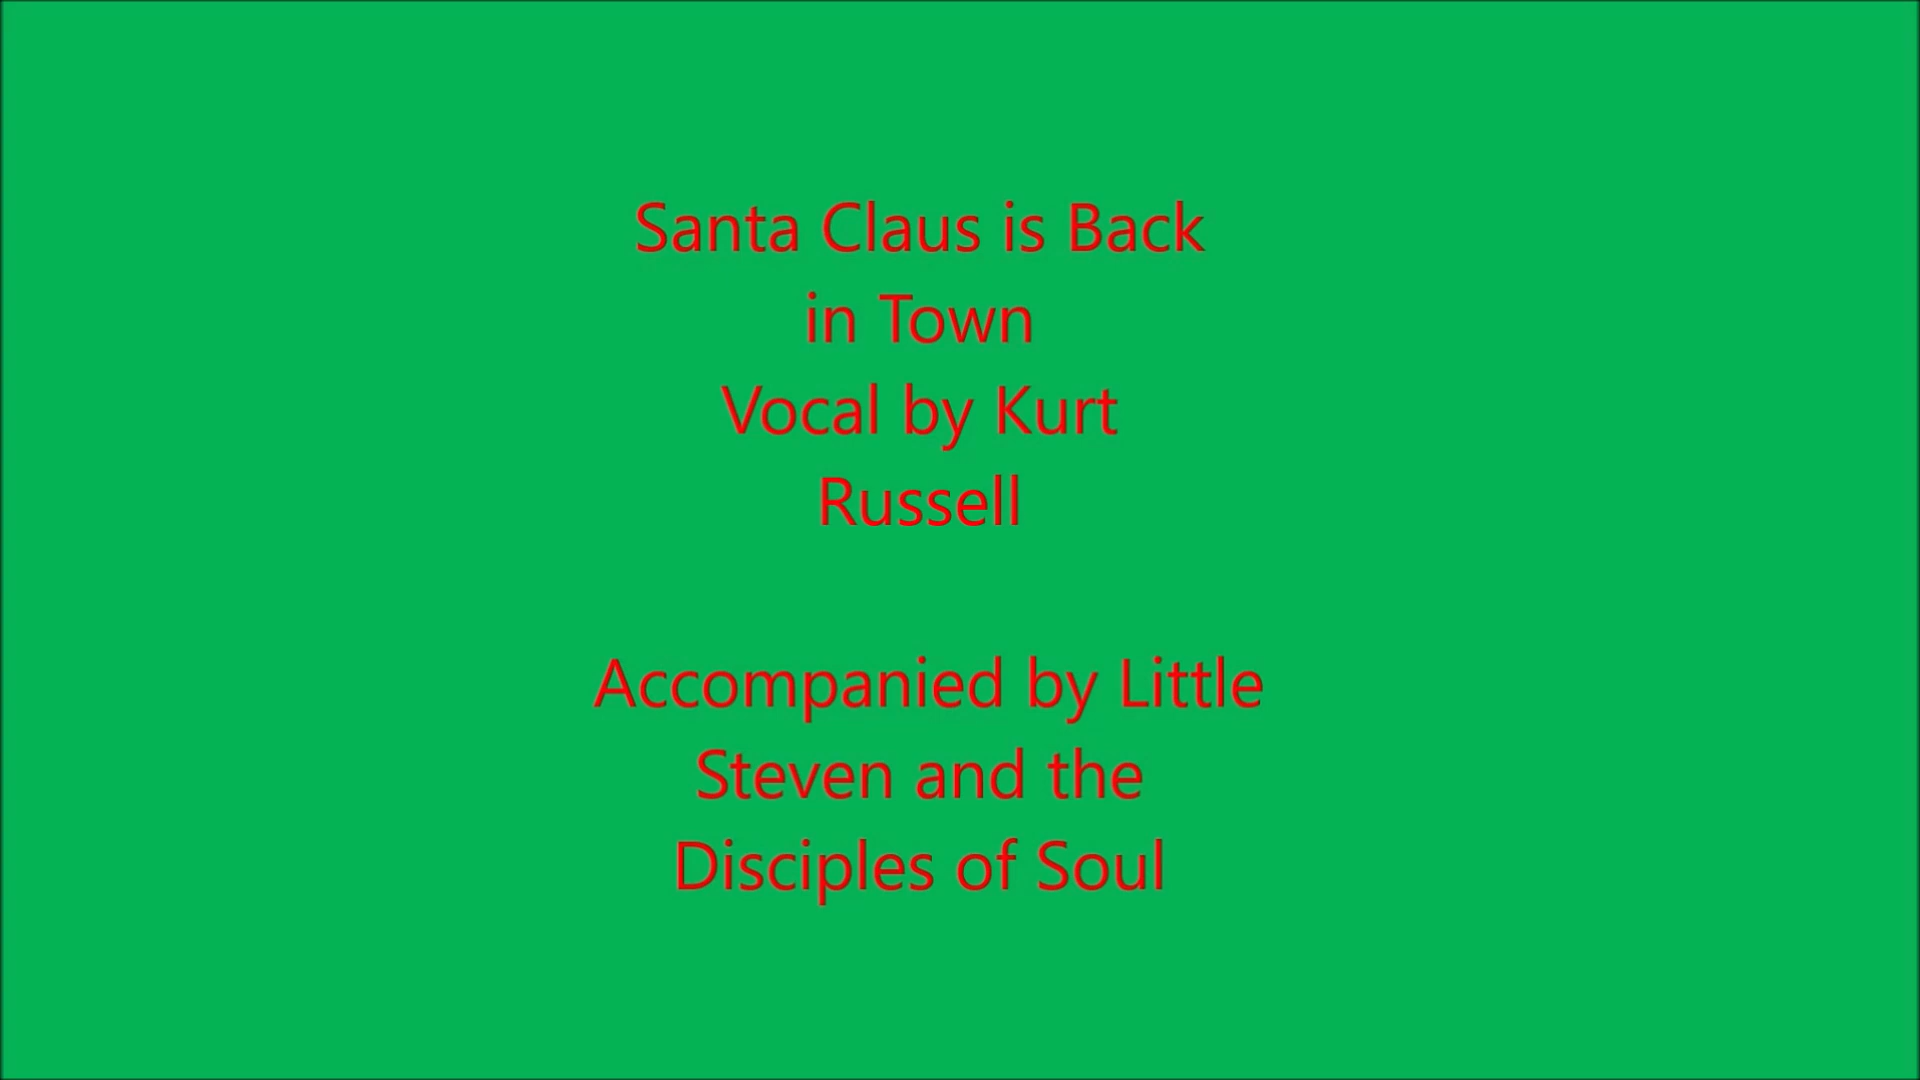 Santa Claus is Back
in Town
Vocal by Kurt
Russell
Accompanied by Little
Steven and the
Disciples of Soul